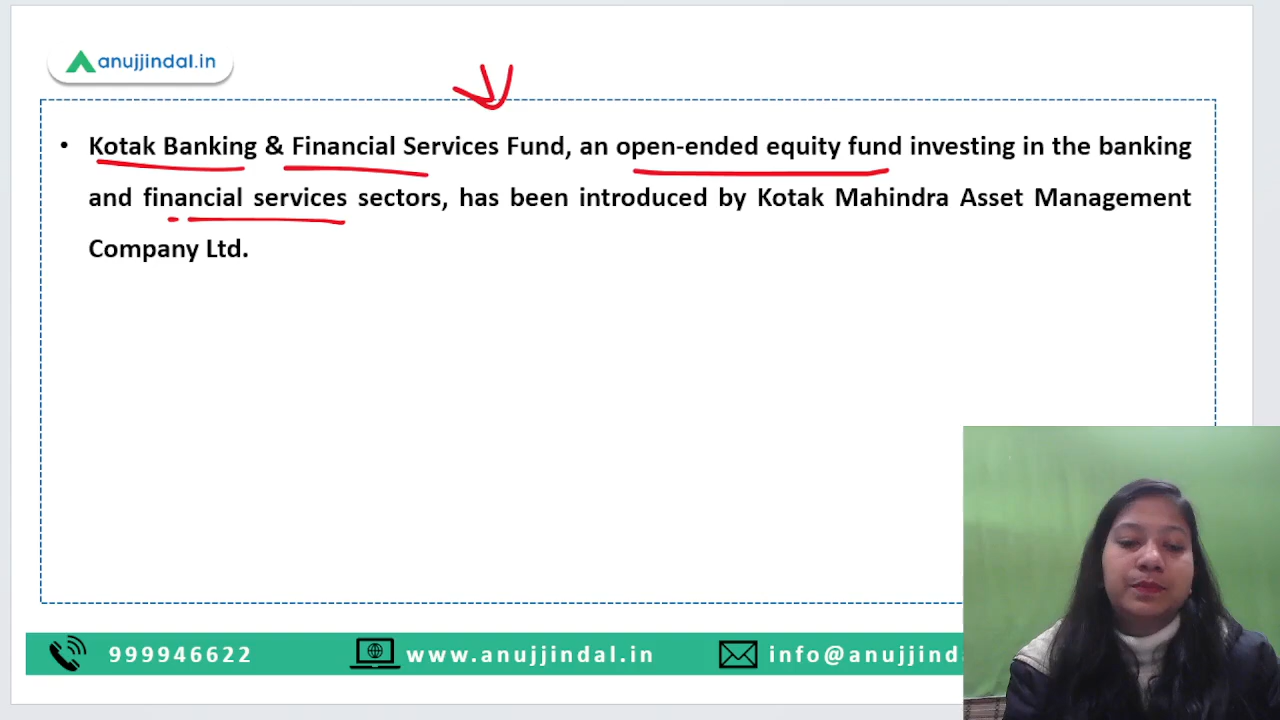 anujjindal.in
• Kotak Banking & Financial Services Fund, an open-ended equity fund investing in the banking
and financial services sectors, has been introduced by Kotak Mahindra Asset Management
Company Ltd.
999946622 www.anujjindal.in info@anujjind